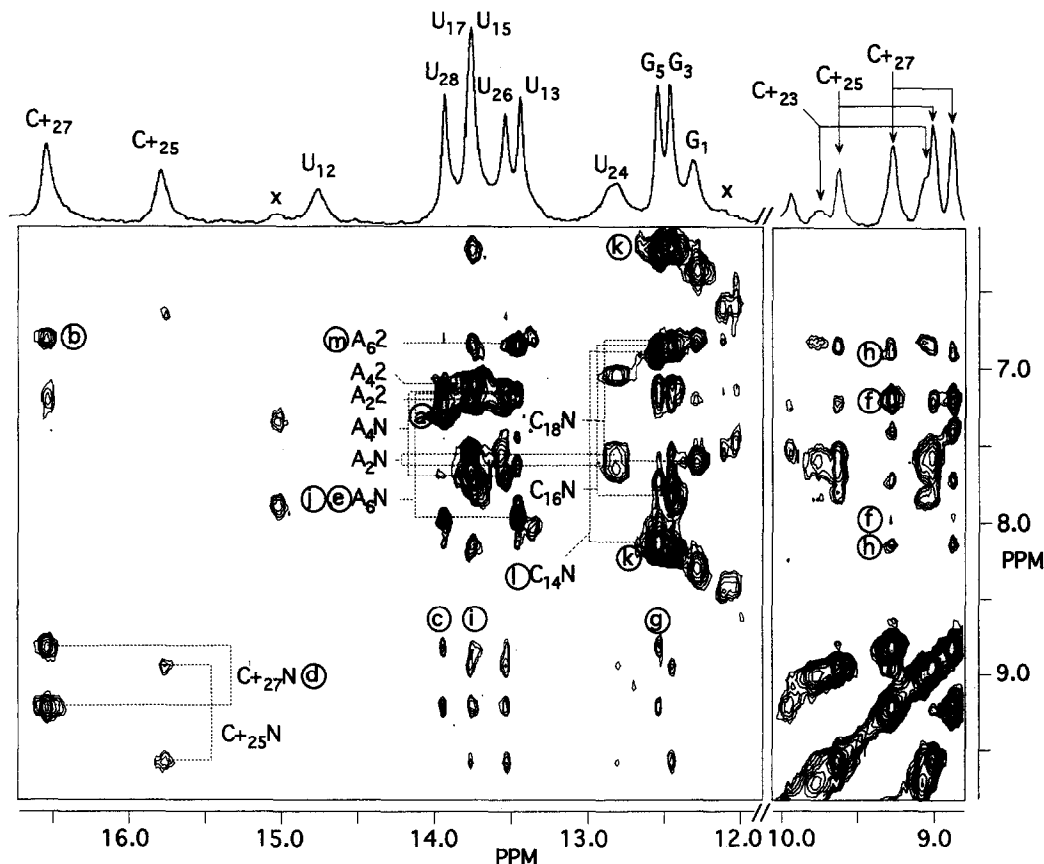 U17 U15
U28
U26
U13
G5 G3
C+27
C+25
C+23
C+27
C+25
U12
x
U24
G1
x
k
b
m A62
A42
A22
a
A4N
A2N
j e A6N
C18N
C16N
l C14N
k
h
f
f
h
7.0
8.0
PPM
9.0
c i g
C+27N d
C+25N
16.0 15.0 14.0 13.0 12.0 10.0 9.0
PPM